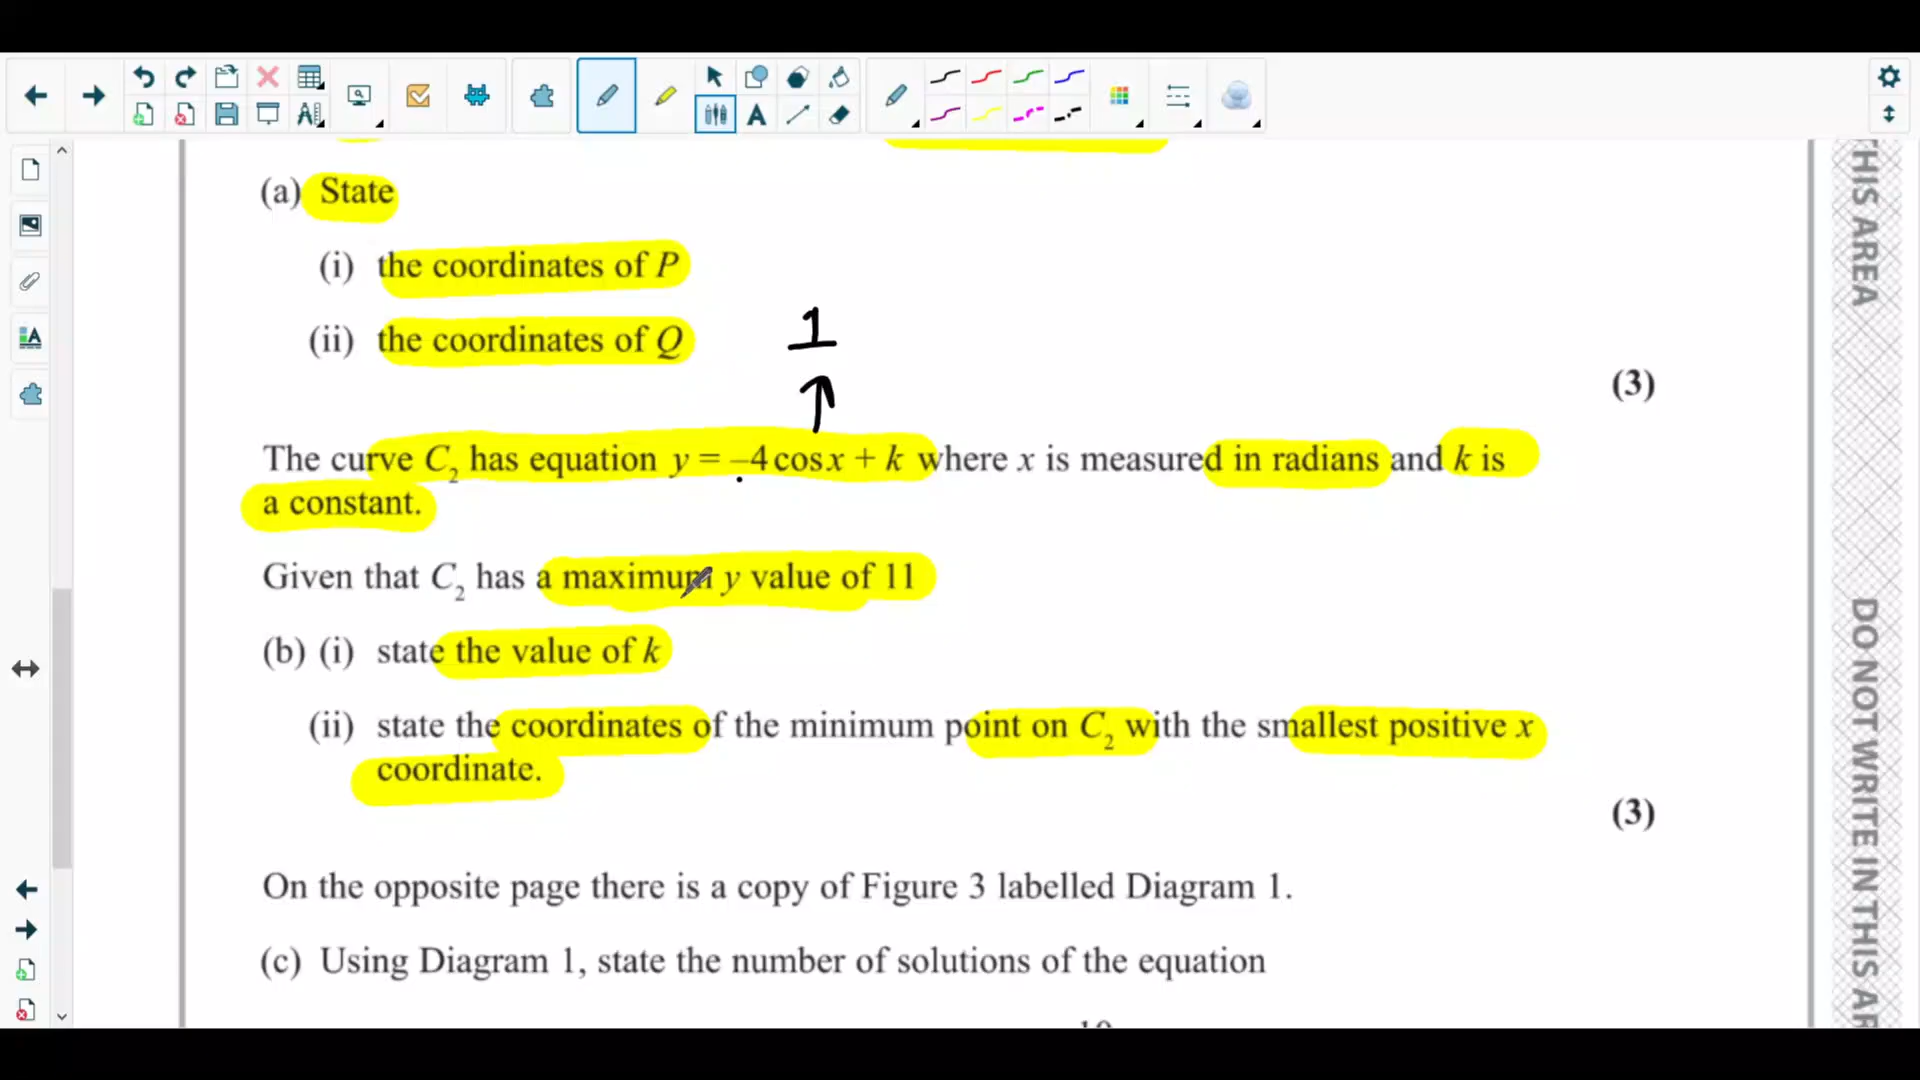 (a) State
(i) the coordinates of P
(ii) the coordinates of Q
1
(3)
The curve C₂ has equation y = –4 cos x + k where x is measured in radians and k is
a constant.
Given that C₂ has a maximum y value of 11
(b) (i) state the value of k
(ii) state the coordinates of the minimum point on C₂ with the smallest positive x
coordinate.
(3)
On the opposite page there is a copy of Figure 3 labelled Diagram 1.
(c) Using Diagram 1, state the number of solutions of the equation
HIS AREA
DO NOT WRITE IN THIS AR